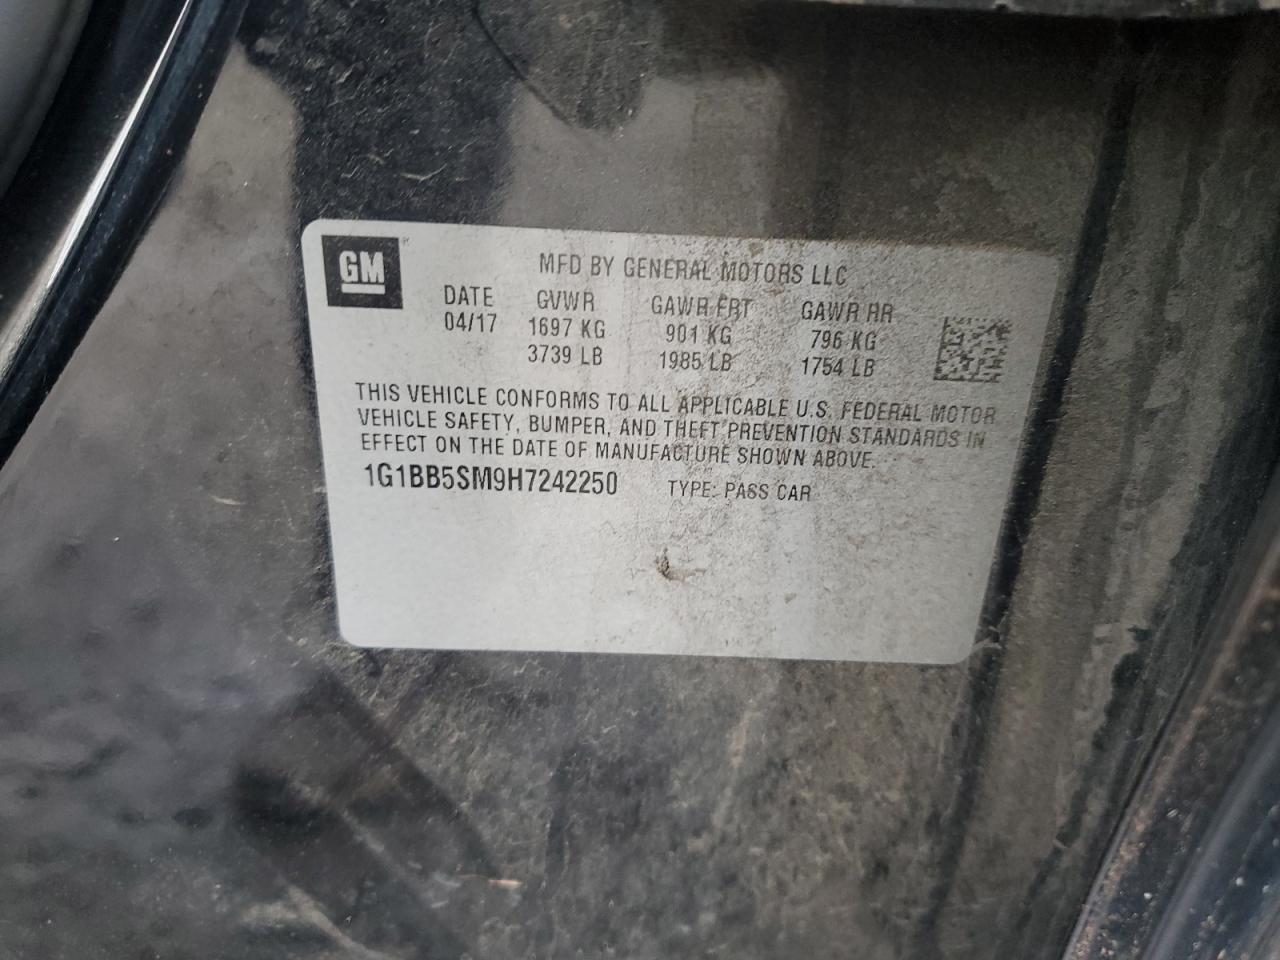 GM
MFD BY GENERAL MOTORS LLC
DATE GVWR GAWR FRT GAWR RR
04/17 1697 KG 901 KG 796 KG
3739 LB 1985 LB 1754 LB
THIS VEHICLE CONFORMS TO ALL APPLICABLE U.S. FEDERAL MOTOR
VEHICLE SAFETY, BUMPER, AND THEFT PREVENTION STANDARDS IN
EFFECT ON THE DATE OF MANUFACTURE SHOWN ABOVE.
1G1BB5SM9H7242250 TYPE: PASS CAR